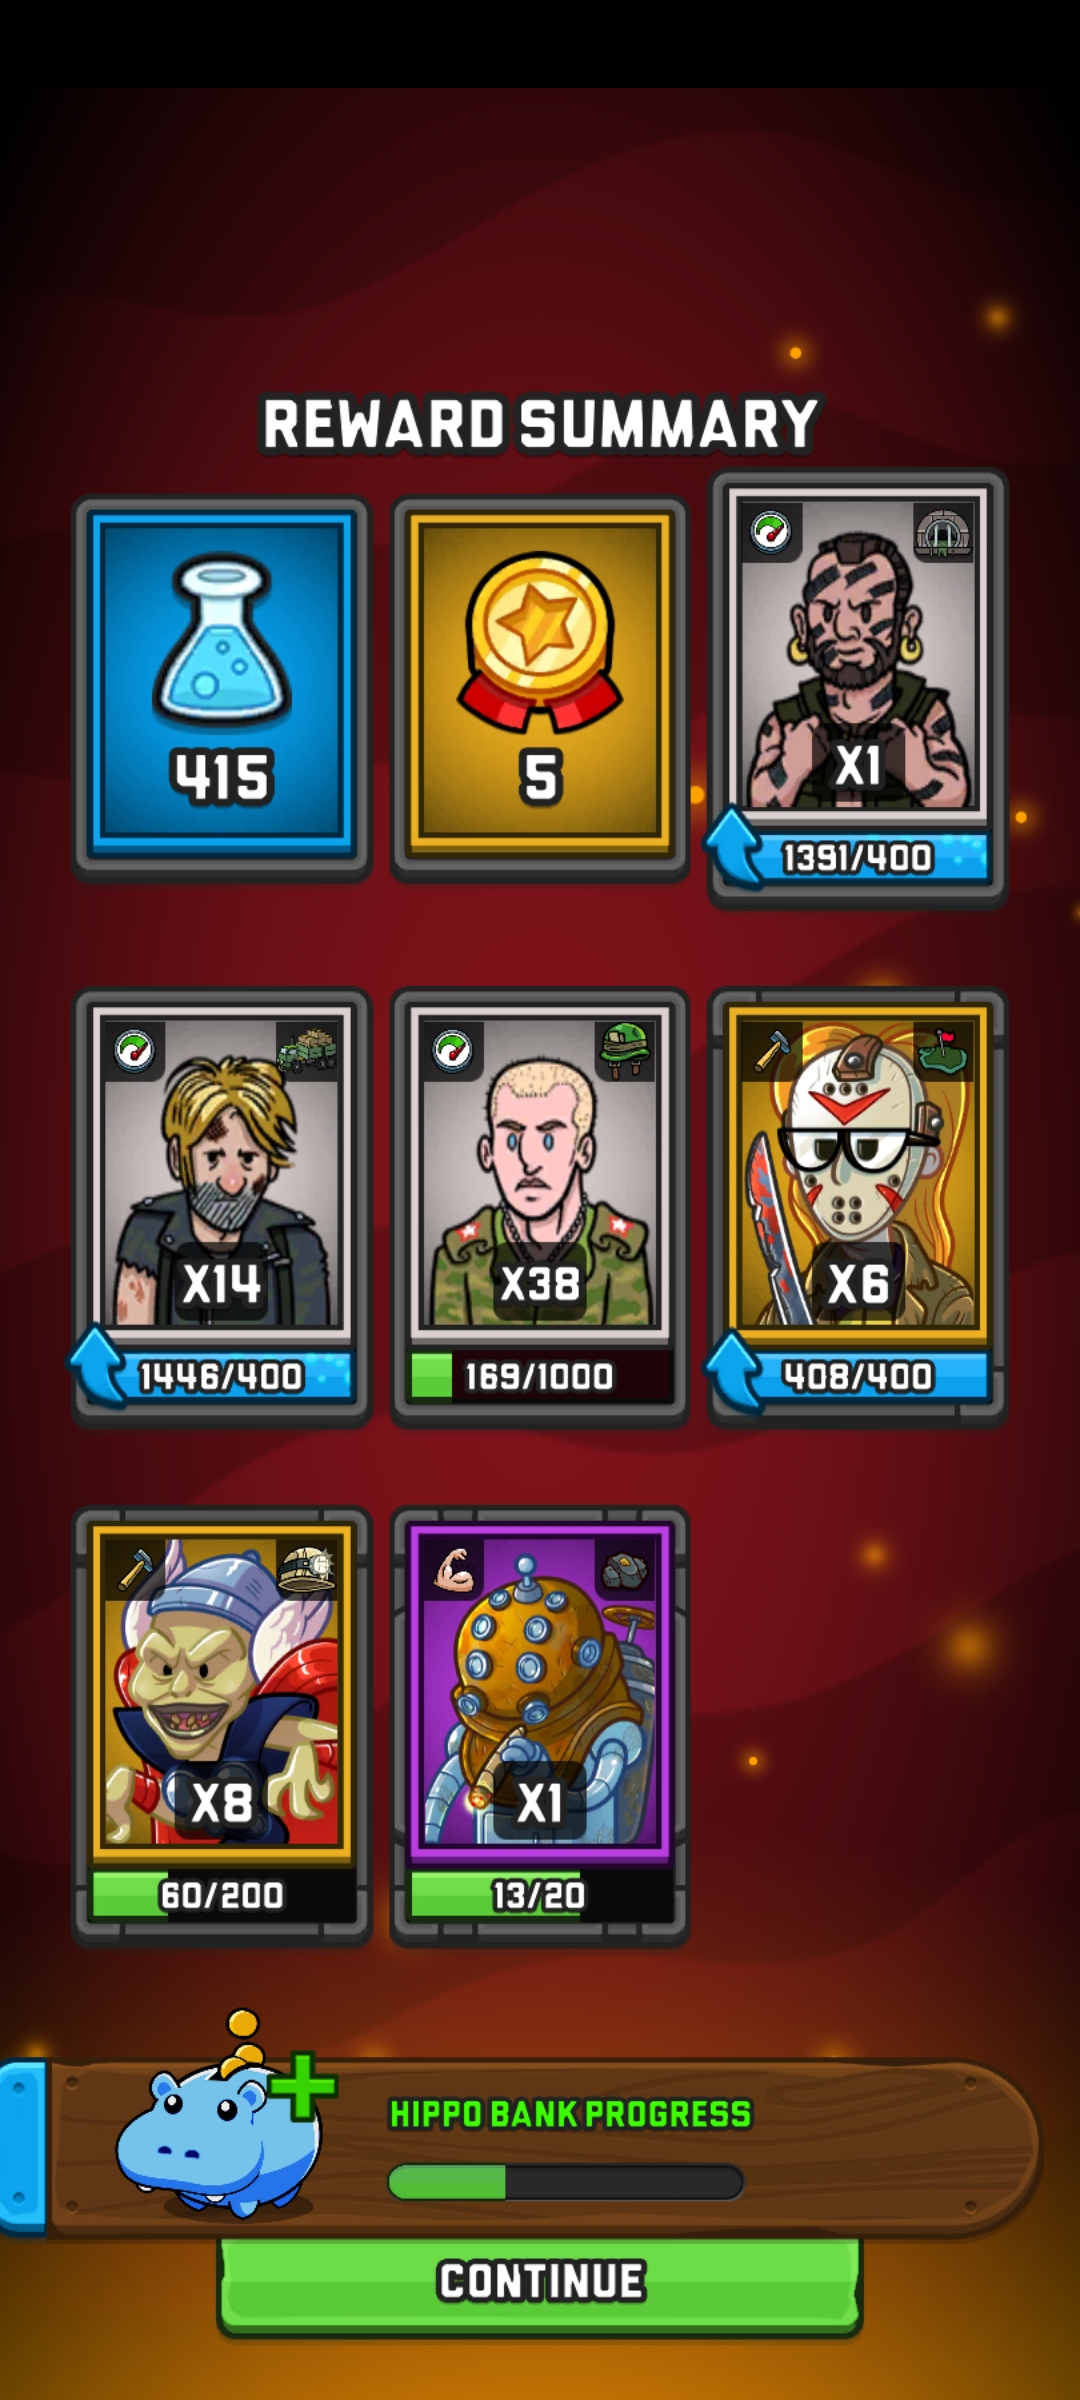 REWARD SUMMARY
415
5
X1
1391/400
X14
1446/400
X38
169/1000
X6
408/400
X8
60/200
X1
13/20
HIPPO BANK PROGRESS
CONTINUE